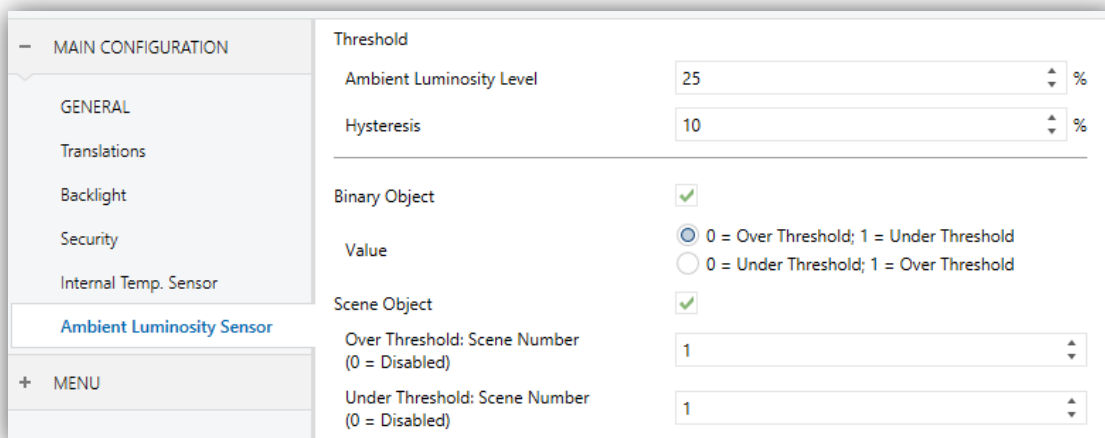 MAIN CONFIGURATION
GENERAL
Translations
Backlight
Security
Internal Temp. Sensor
Ambient Luminosity Sensor
MENU
Threshold
Ambient Luminosity Level 25 %
Hysteresis 10 %
Binary Object
Value
0 = Over Threshold; 1 = Under Threshold
0 = Under Threshold; 1 = Over Threshold
Scene Object
Over Threshold: Scene Number
(0 = Disabled)
1
Under Threshold: Scene Number
(0 = Disabled)
1